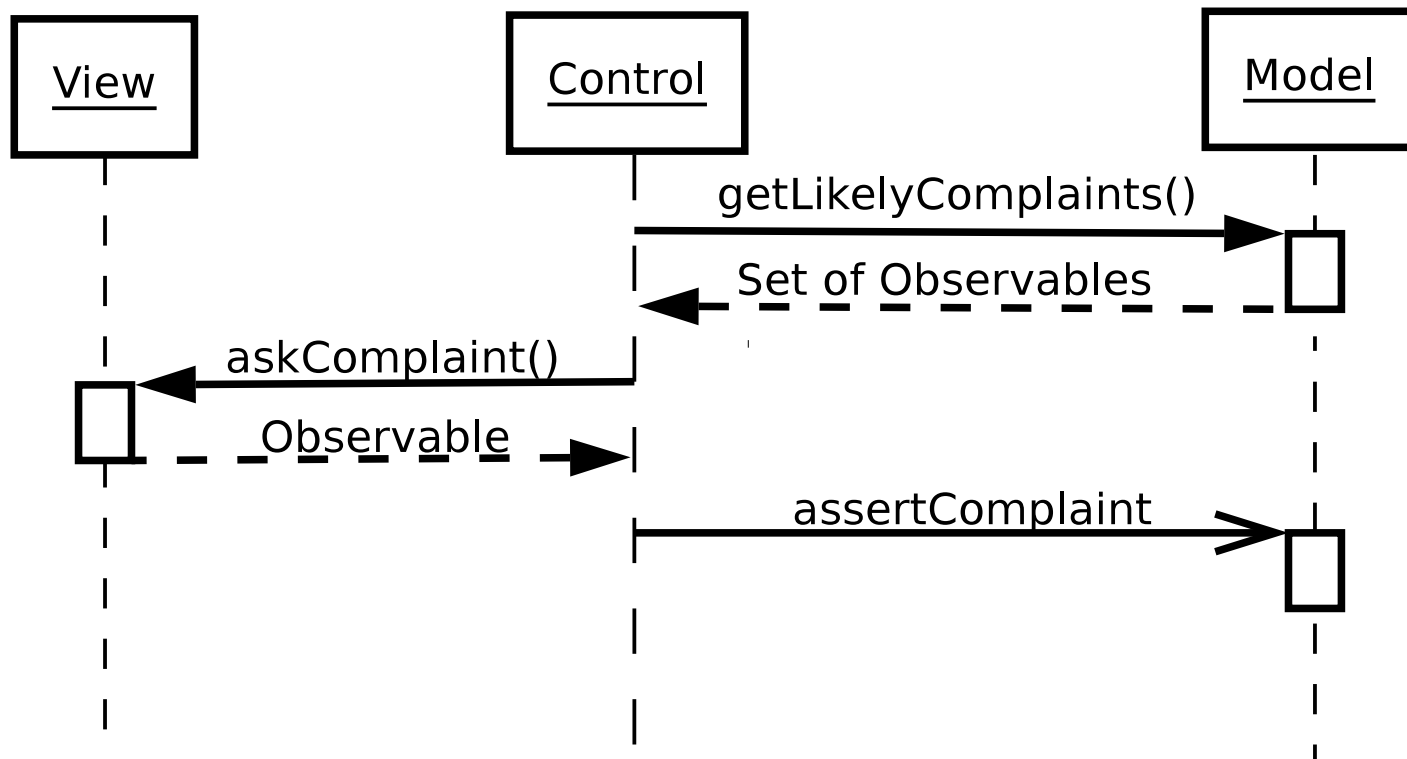 View
Control
Model
getLikelyComplaints()
Set of Observables
askComplaint()
Observable
assertComplaint